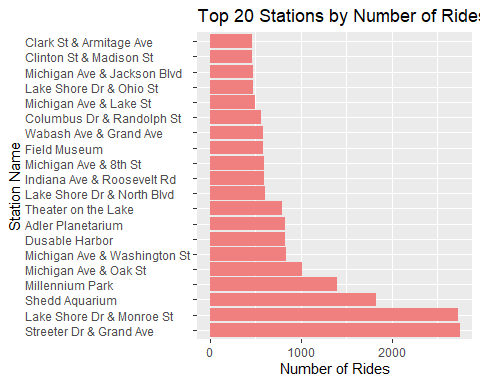 Top 20 Stations by Number of Rides
Clark St & Armitage Ave
Clinton St & Madison St
Michigan Ave & Jackson Blvd
Lake Shore Dr & Ohio St
Michigan Ave & Lake St
Columbus Dr & Randolph St
Wabash Ave & Grand Ave
Field Museum
Michigan Ave & 8th St
Indiana Ave & Roosevelt Rd
Lake Shore Dr & North Blvd
Theater on the Lake
Adler Planetarium
Dusable Harbor
Michigan Ave & Washington St
Michigan Ave & Oak St
Millennium Park
Shedd Aquarium
Lake Shore Dr & Monroe St
Streeter Dr & Grand Ave
Station Name
0 1000 2000
Number of Rides